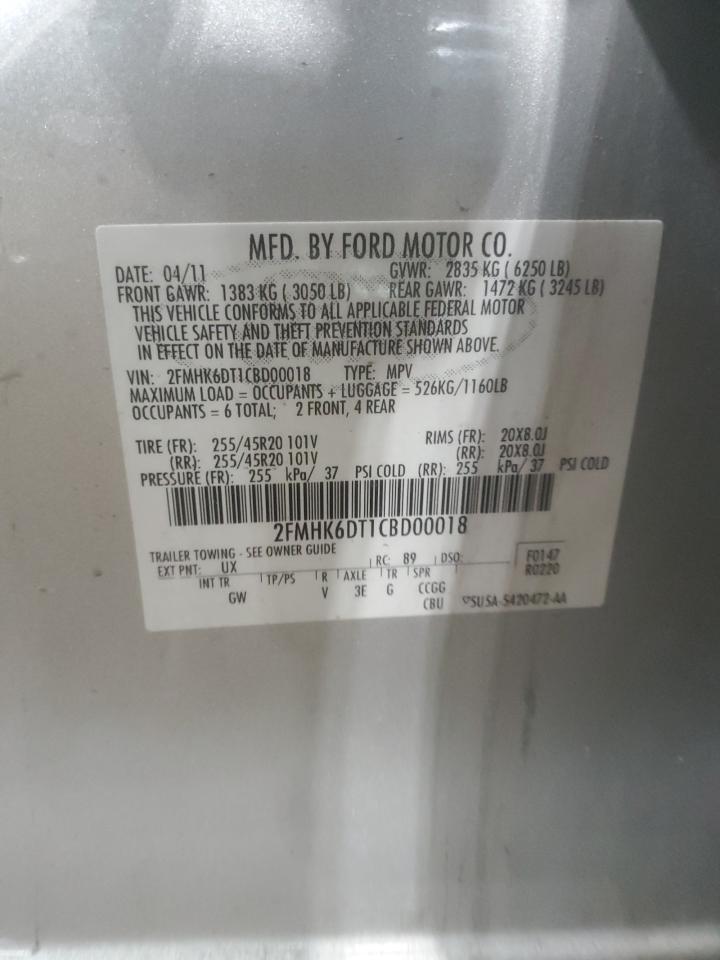 MFD. BY FORD MOTOR CO.
DATE: 04/11 GVWR: 2835 KG ( 6250 LB)
FRONT GAWR: 1383 KG ( 3050 LB) REAR GAWR: 1472 KG ( 3245 LB)
THIS VEHICLE CONFORMS TO ALL APPLICABLE FEDERAL MOTOR
VEHICLE SAFETY AND THEFT PREVENTION STANDARDS
IN EFFECT ON THE DATE OF MANUFACTURE SHOWN ABOVE.
VIN: 2FMHK6DT1CBD00018 TYPE: MPV
MAXIMUM LOAD = OCCUPANTS + LUGGAGE = 526KG/1160LB
OCCUPANTS = 6 TOTAL; 2 FRONT, 4 REAR
TIRE (FR): 255/45R20 101V RIMS (FR): 20X8.0J
(RR): 255/45R20 101V (RR): 20X8.0J
PRESSURE (FR): 255 kPa/ 37 PSI COLD (RR): 255 kPa/ 37 PSI COLD
2FMHK6DT1CBD00018
TRAILER TOWING - SEE OWNER GUIDE
EXT PNT: UX RC: 89 DSO: F0147
R0220
INT TR TP/PS R AXLE TR SPR
GW V 3E G CCGG
CBU SUSA-5420472-AA